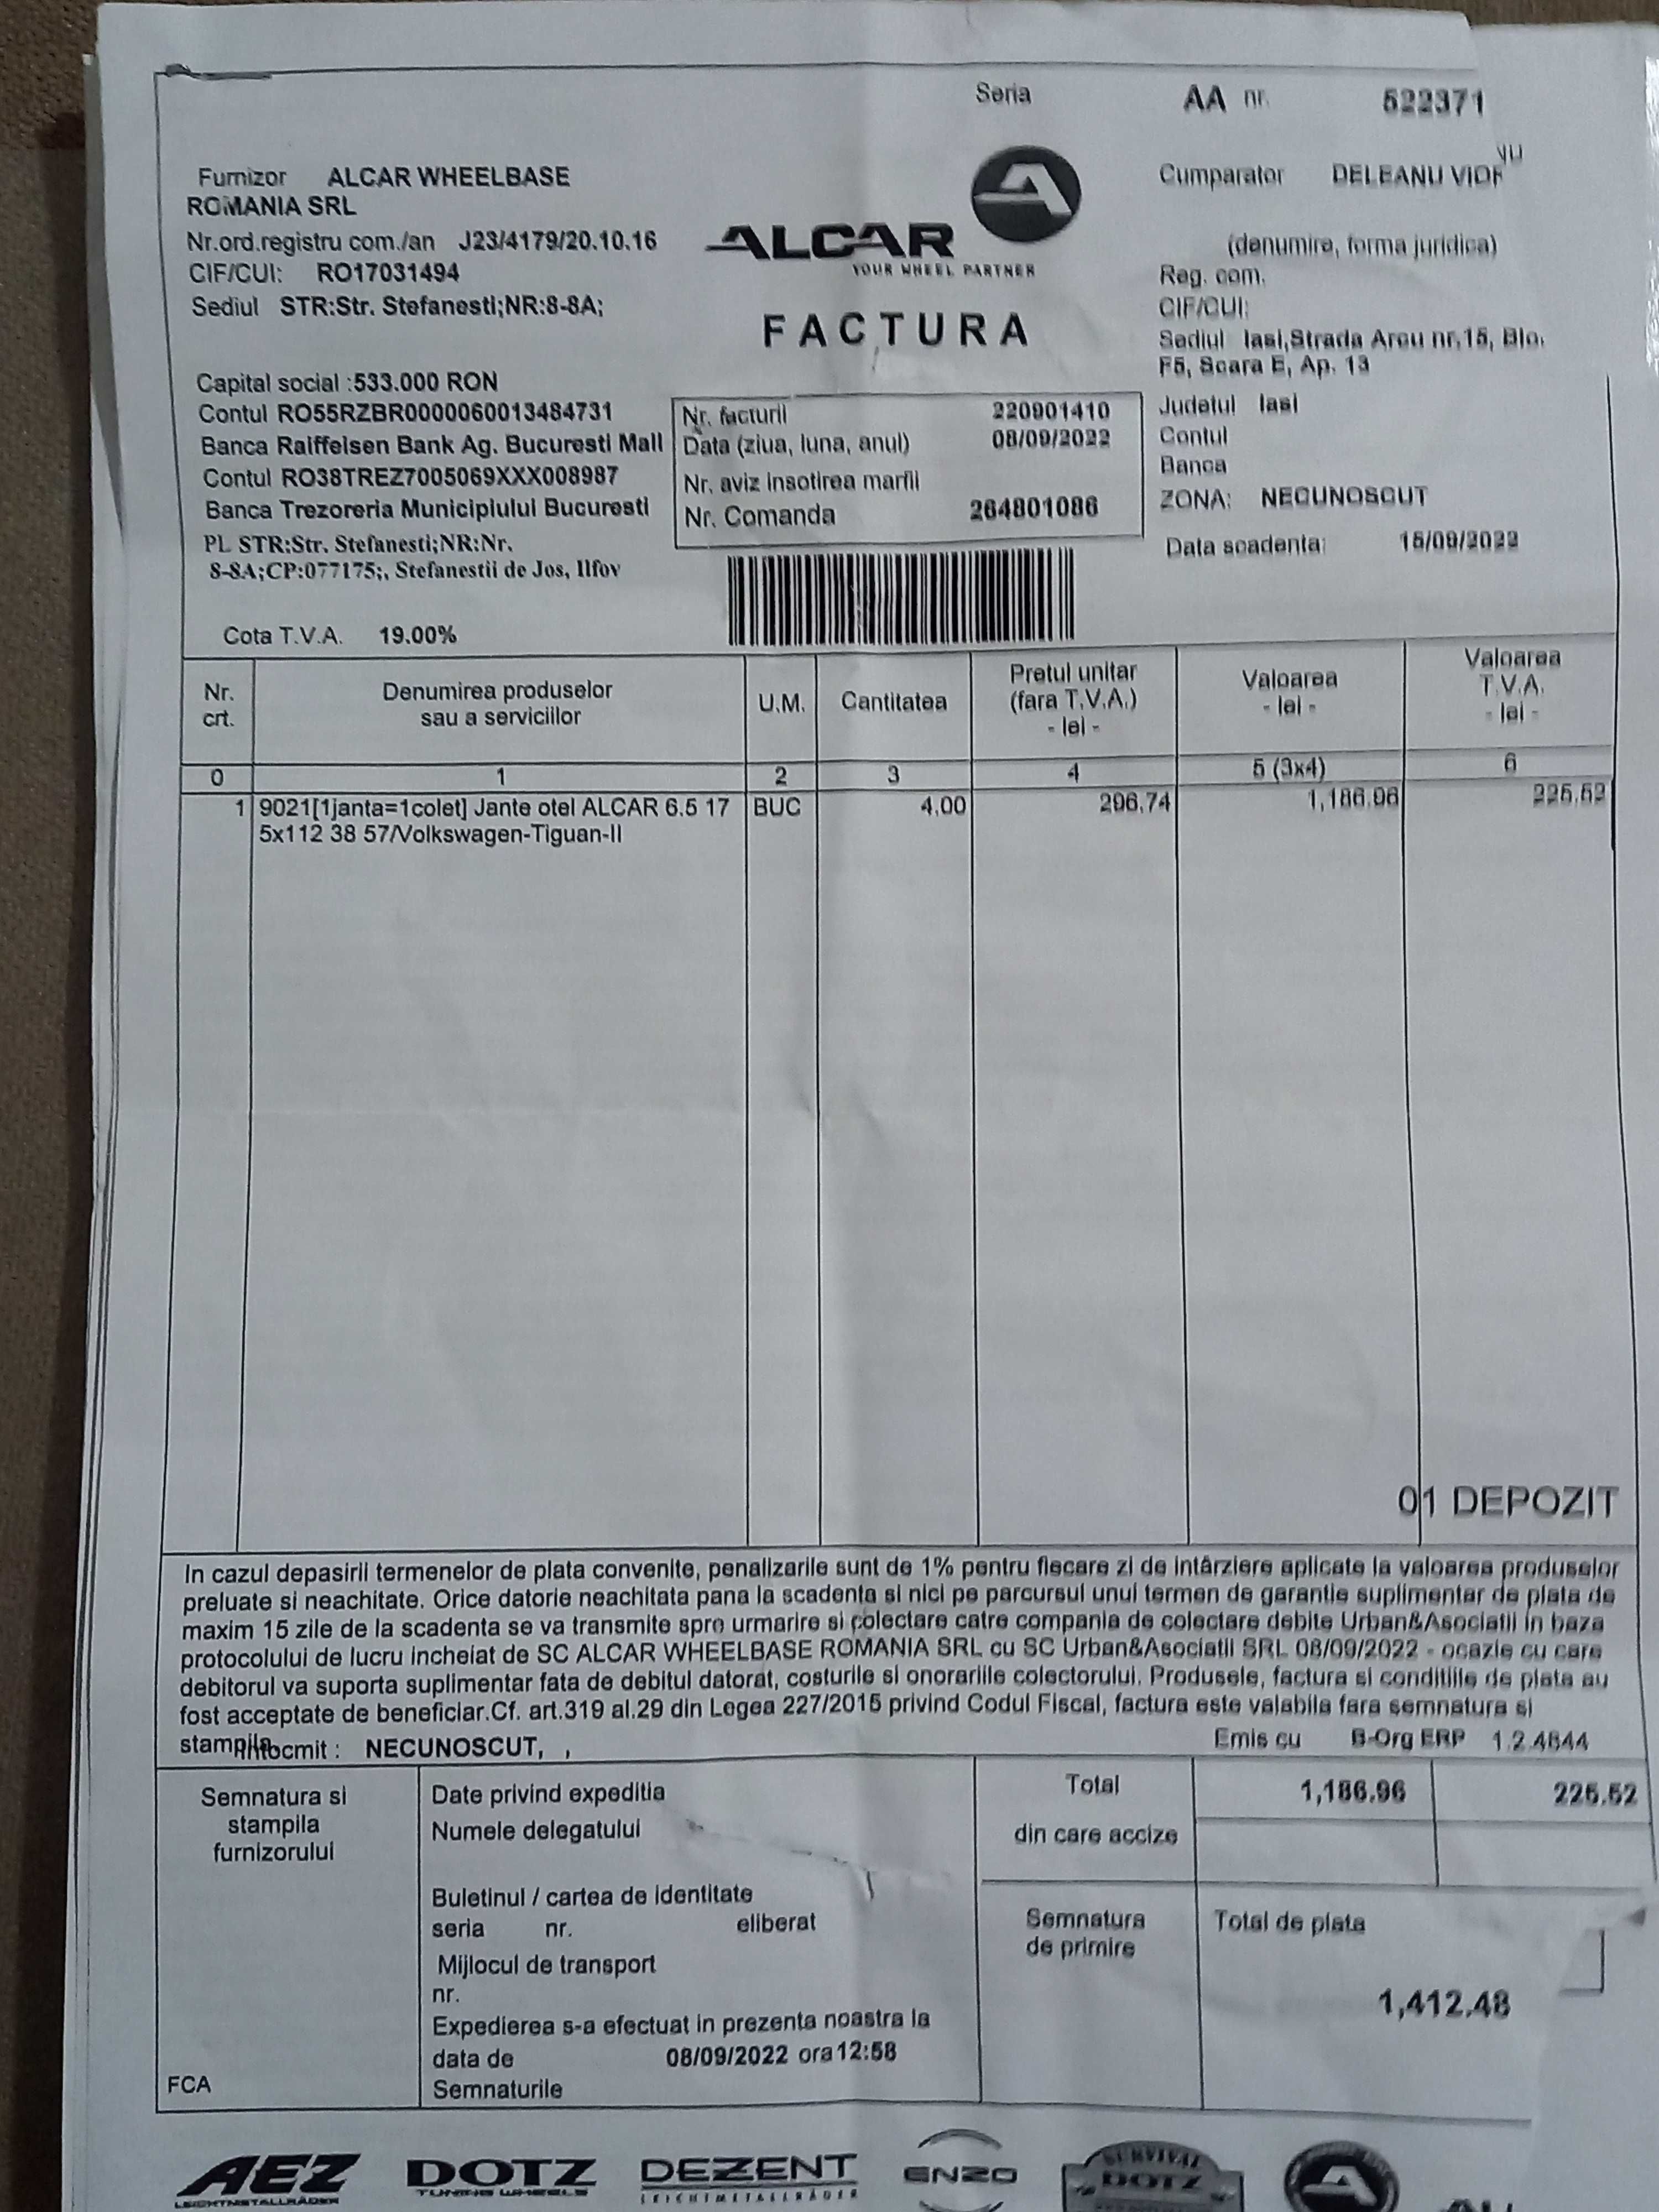 Seria AA nr. 522371
Furnizor ALCAR WHEELBASE
ROMANIA SRL
Nr.ord.registru com./an J23/4179/20.10.16
CIF/CUI: RO17031494
Sediul STR:Str. Stefanesti;NR:8-8A;
Capital social :533.000 RON
Contul RO55RZBR0000060013484731
Banca Raiffeisen Bank Ag. Bucuresti Mall
Contul RO38TREZ7005069XXX008987
Banca Trezoreria Municipiului Bucuresti
PL STR:Str. Stefanesti;NR:Nr.
8-8A;CP:077175;, Stefanestii de Jos, Ilfov
Cota T.V.A. 19.00%
ALCAR
YOUR WHEEL PARTNER
FACTURA
Nr. facturii 220901410
Data (ziua, luna, anul) 08/09/2022
Nr. aviz insotirea marfii
Nr. Comanda 264801086
Cumparator DELEANU
(denumire, forma juridica)
Reg. com.
CIF/CUI:
Sediul Iasi,Strada Arcu nr.15, Blo.
F5, Scara E, Ap. 13
Judetul Iasi
Contul
Banca
ZONA: NECUNOSCUT
Data scadenta: 15/09/2022
Nr. crt.
Denumirea produselor
sau a serviciilor
U.M.
Cantitatea
Pretul unitar
(fara T.V.A.)
- lei -
Valoarea
- lei -
Valoarea
T.V.A.
- lei -
0 1 2 3 4 5 (3x4) 6
1 9021[1janta=1colet] Jante otel ALCAR 6.5 17 BUC 4.00 296.74 1,186.96 225.52
5x112 38 57/Volkswagen-Tiguan-II
01 DEPOZIT
In cazul depasirii termenelor de plata convenite, penalizarile sunt de 1% pentru fiecare zi de intârziere aplicate la valoarea produselor
preluate si neachitate. Orice datorie neachitata pana la scadenta si nici pe parcursul unui termen de garantie suplimentar de plata de
maxim 15 zile de la scadenta se va transmite spre urmarire si colectare catre compania de colectare debite Urban&Asociatii in baza
protocolului de lucru incheiat de SC ALCAR WHEELBASE ROMANIA SRL cu SC Urban&Asociatii SRL 08/09/2022 - ocazie cu care
debitorul va suporta suplimentar fata de debitul datorat, costurile si onorariile colectorului. Produsele, factura si conditiile de plata au
fost acceptate de beneficiar.Cf. art.319 al.29 din Legea 227/2015 privind Codul Fiscal, factura este valabila fara semnatura si
stampila
Intocmit : NECUNOSCUT, ,
Emis cu B-Org ERP 1.2.4644
Semnatura si
stampila
furnizorului
FCA
Date privind expeditia
Numele delegatului
Buletinul / cartea de identitate
seria nr. eliberat
Mijlocul de transport
nr.
Expedierea s-a efectuat in prezenta noastra la
data de 08/09/2022 ora 12:58
Semnaturile
Total 1,186.96 225.52
din care accize
Semnatura
de primire
Total de plata
1,412.48
AEZ
LEICHTMETALLRÄDER
DOTZ
TUNING WHEELS
DEZENT
LEICHTMETALLRÄDER
ENZO
SURVIVAL
DOTZ